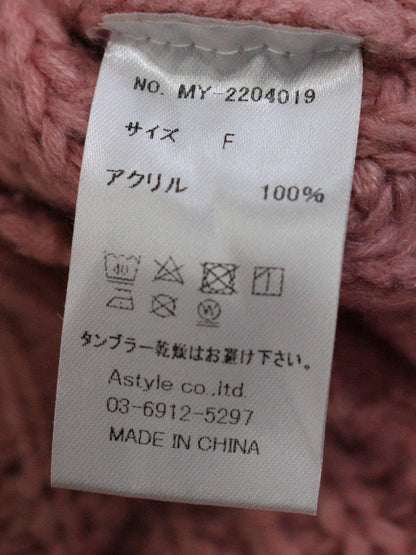 NO. MY-2204019
サイズ F
アクリル 100%
40
W
タンブラー乾燥はお避け下さい。
Astyle co.,ltd.
03-6912-5297
MADE IN CHINA